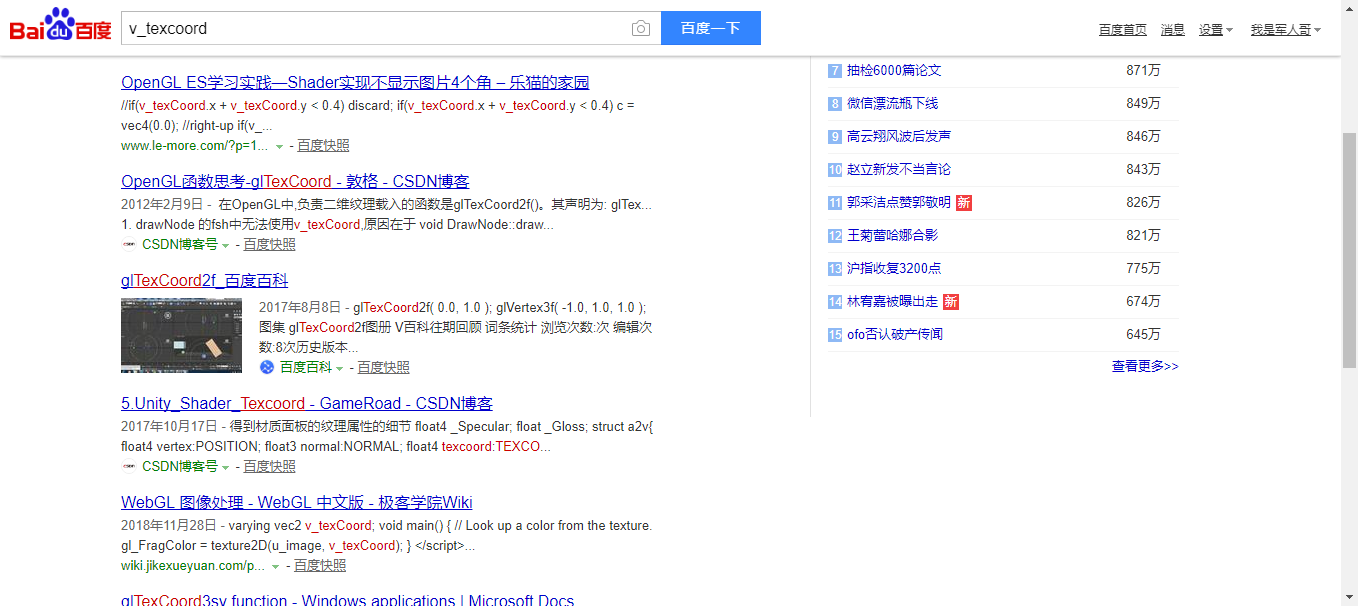 Bai du 百度
v_texcoord
百度一下
百度首页 消息 设置 我是军人哥
OpenGL ES学习实践—Shader实现不显示图片4个角 – 乐猫的家园
//if(v_texCoord.x + v_texCoord.y < 0.4) discard; if(v_texCoord.x + v_texCoord.y < 0.4) c =
vec4(0.0); //right-up if(v_...
www.le-more.com/?p=1... - 百度快照
OpenGL函数思考-glTexCoord - 敦格 - CSDN博客
2012年2月9日 - 在OpenGL中,负责二维纹理载入的函数是glTexCoord2f()。其声明为: glTex...
1. drawNode 的fsh中无法使用v_texCoord,原因在于 void DrawNode::draw...
CSDN博客号 - 百度快照
glTexCoord2f_百度百科
2017年8月8日 - glTexCoord2f( 0.0, 1.0 ); glVertex3f( -1.0, 1.0, 1.0 );
图集 glTexCoord2f图册 V百科往期回顾 词条统计 浏览次数:次 编辑次
数:8次历史版本...
百度百科 - 百度快照
5.Unity_Shader_Texcoord - GameRoad - CSDN博客
2017年10月17日 - 得到材质面板的纹理属性的细节 float4 _Specular; float _Gloss; struct a2v{
float4 vertex:POSITION; float3 normal:NORMAL; float4 texcoord:TEXCO...
CSDN博客号 - 百度快照
WebGL 图像处理 - WebGL 中文版 - 极客学院Wiki
2018年11月28日 - varying vec2 v_texCoord; void main() { // Look up a color from the texture.
gl_FragColor = texture2D(u_image, v_texCoord); } </script>...
wiki.jikexueyuan.com/p... - 百度快照
glTexCoord3sv function - Windows applications | Microsoft Docs
7 抽检6000篇论文 871万
8 微信漂流瓶下线 849万
9 高云翔风波后发声 846万
10 赵立新发不当言论 843万
11 郭采洁点赞郭敬明 新 826万
12 王菊蕾哈娜合影 821万
13 沪指收复3200点 775万
14 林宥嘉被曝出走 新 674万
15 ofo否认破产传闻 645万
查看更多>>